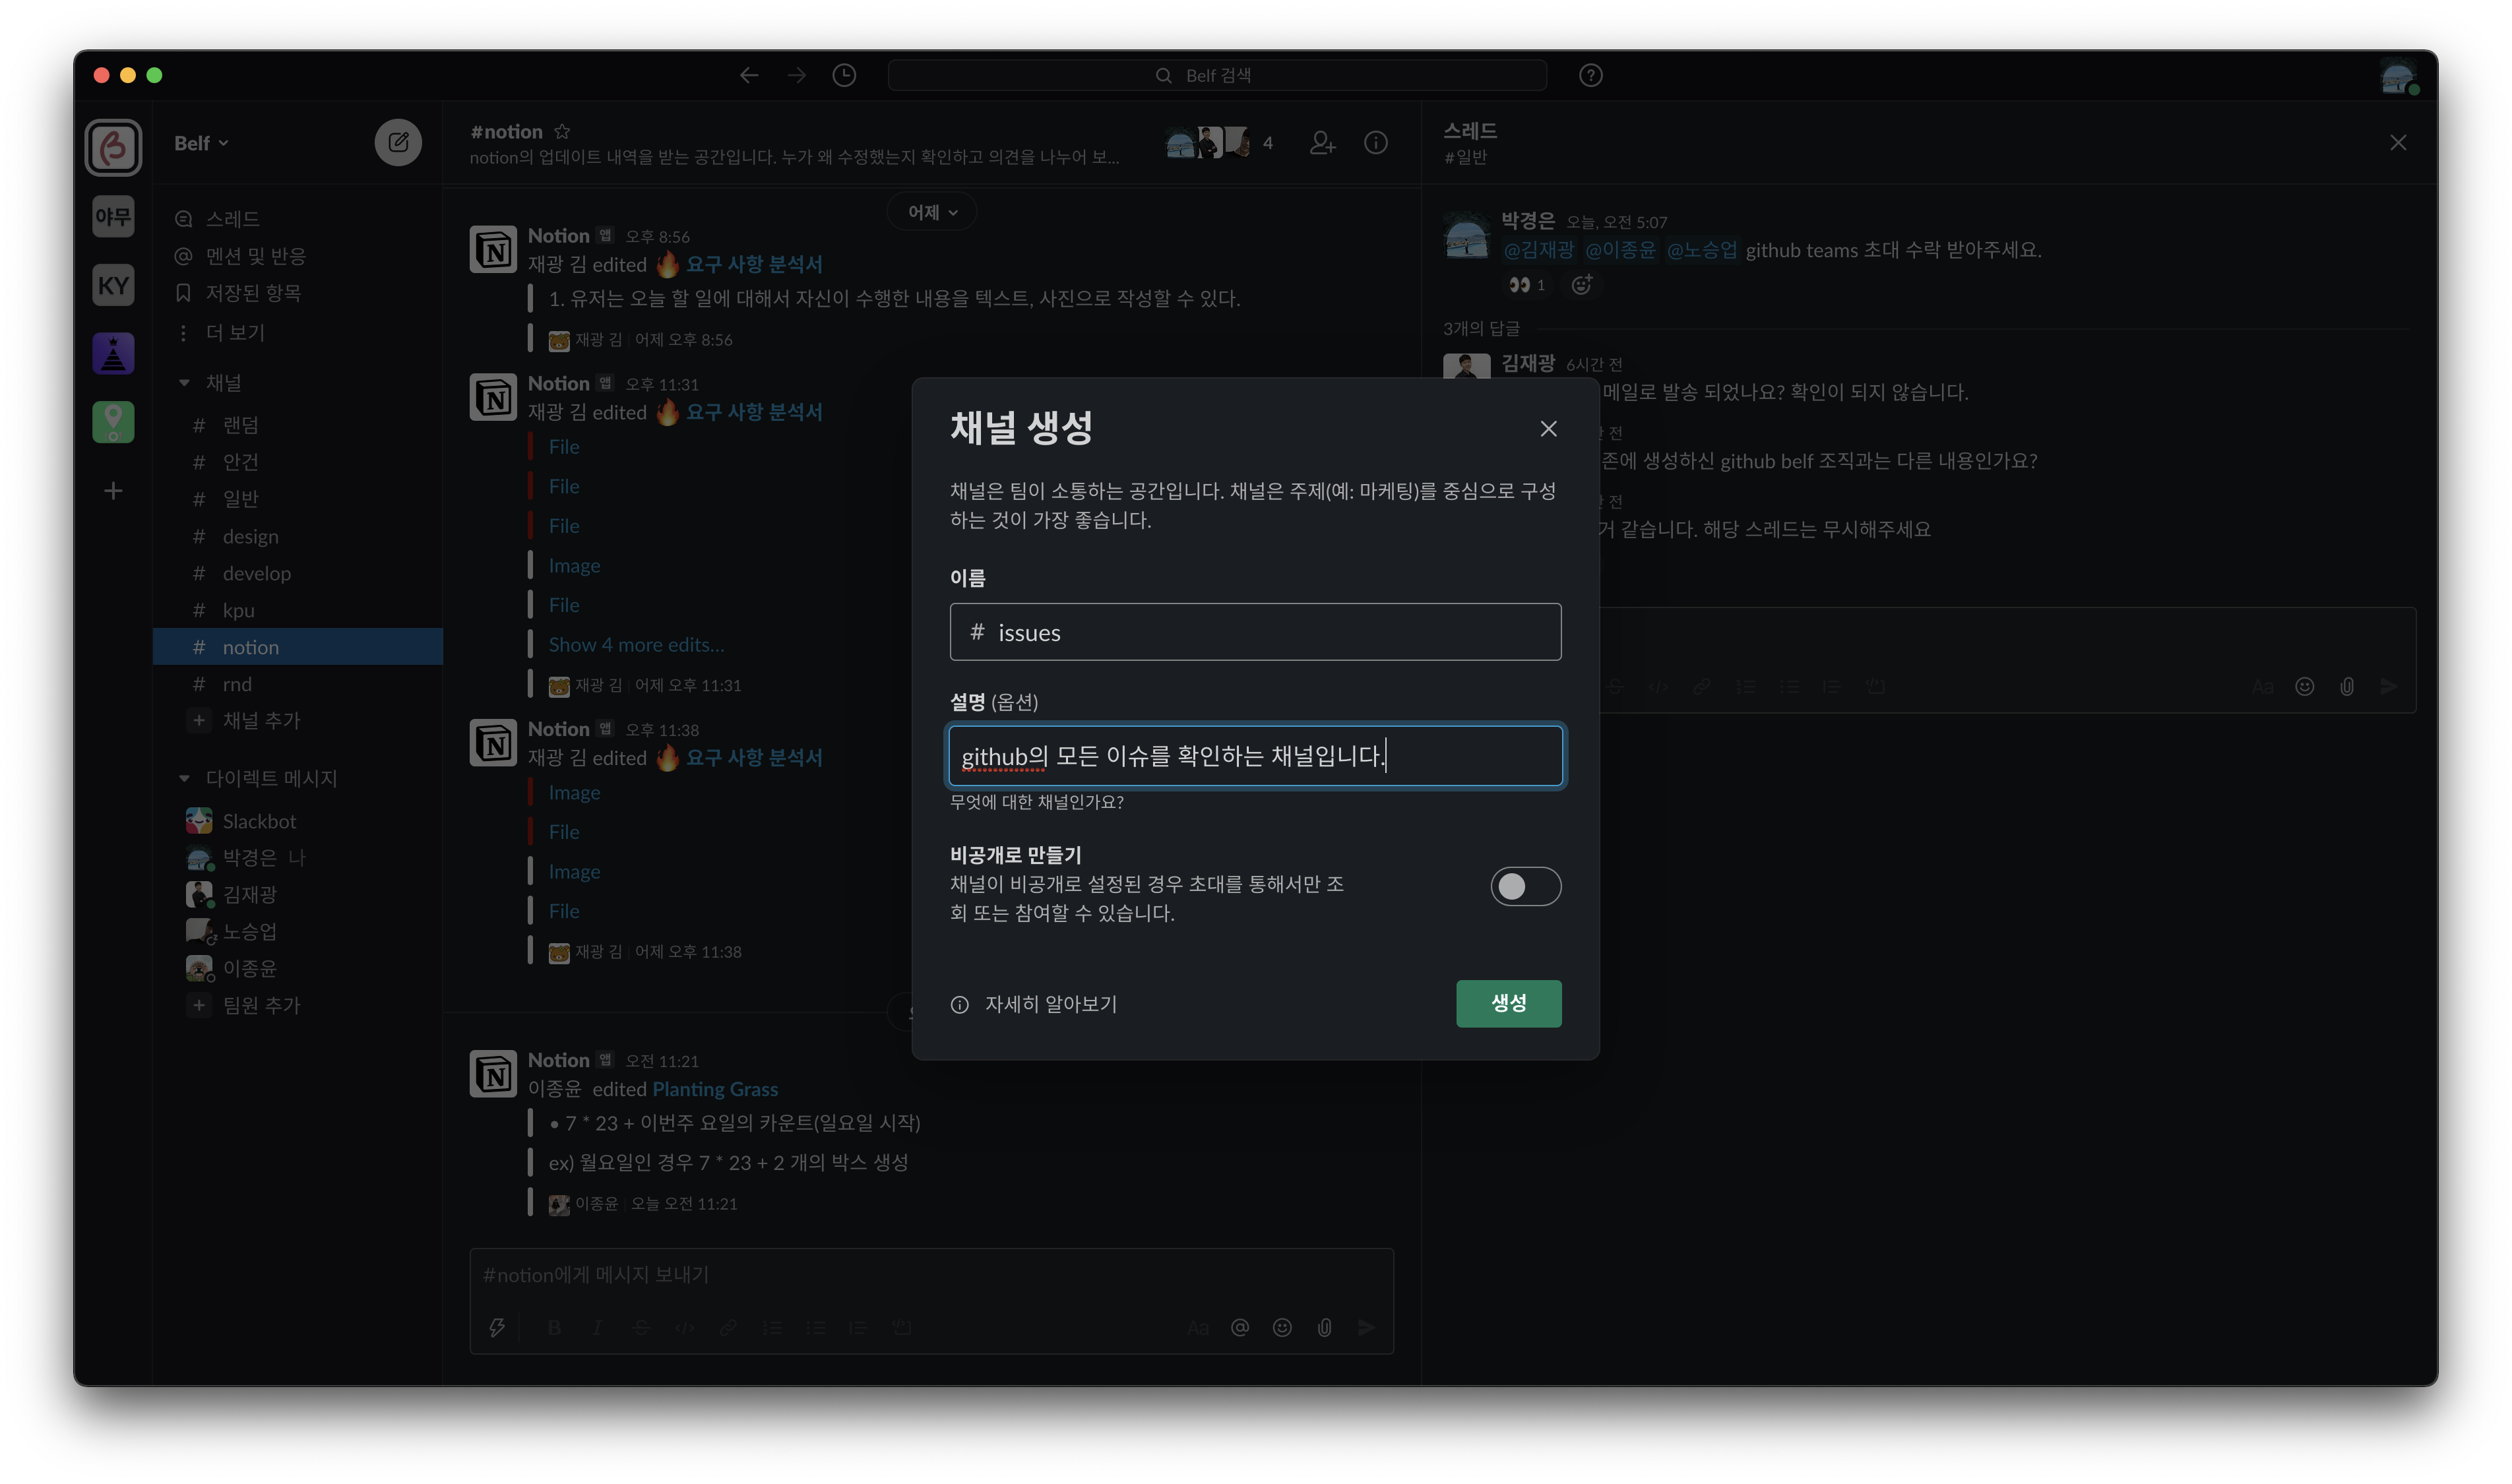 Belf 검색
야무
KY
Belf
스레드
멘션 및 반응
저장된 항목
더 보기
채널
# 랜덤
# 안건
# 일반
# design
# develop
# kpu
# notion
# rnd
+ 채널 추가
다이렉트 메시지
Slackbot
박경은 나
김재광
노승업
이종윤
+ 팀원 추가
#notion
notion의 업데이트 내역을 받는 공간입니다. 누가 왜 수정했는지 확인하고 의견을 나누어 보...
4
어제
Notion 앱 오후 8:56
재광 김 edited 🔥 요구 사항 분석서
1. 유저는 오늘 할 일에 대해서 자신이 수행한 내용을 텍스트, 사진으로 작성할 수 있다.
재광 김 | 어제 오후 8:56
Notion 앱 오후 11:31
재광 김 edited 🔥 요구 사항 분석서
File
File
File
Image
File
Show 4 more edits...
재광 김 | 어제 오후 11:31
Notion 앱 오후 11:38
재광 김 edited 🔥 요구 사항 분석서
Image
File
Image
File
재광 김 | 어제 오후 11:38
Notion 앱 오전 11:21
이종윤 edited Planting Grass
• 7 * 23 + 이번주 요일의 카운트(일요일 시작)
ex) 월요일인 경우 7 * 23 + 2 개의 박스 생성
이종윤 | 오늘 오전 11:21
#notion에게 메시지 보내기
B I S </> Aa @
채널 생성
채널은 팀이 소통하는 공간입니다. 채널은 주제(예: 마케팅)를 중심으로 구성
하는 것이 가장 좋습니다.
이름
# issues
설명 (옵션)
github의 모든 이슈를 확인하는 채널입니다.
무엇에 대한 채널인가요?
비공개로 만들기
채널이 비공개로 설정된 경우 초대를 통해서만 조
회 또는 참여할 수 있습니다.
자세히 알아보기
생성
스레드
#일반
박경은 오늘, 오전 5:07
@김재광 @이종윤 @노승업 github teams 초대 수락 받아주세요.
👀 1
3개의 답글
김재광 6시간 전
메일로 발송 되었나요? 확인이 되지 않습니다.
전
존에 생성하신 github belf 조직과는 다른 내용인가요?
전
거 같습니다. 해당 스레드는 무시해주세요
Aa